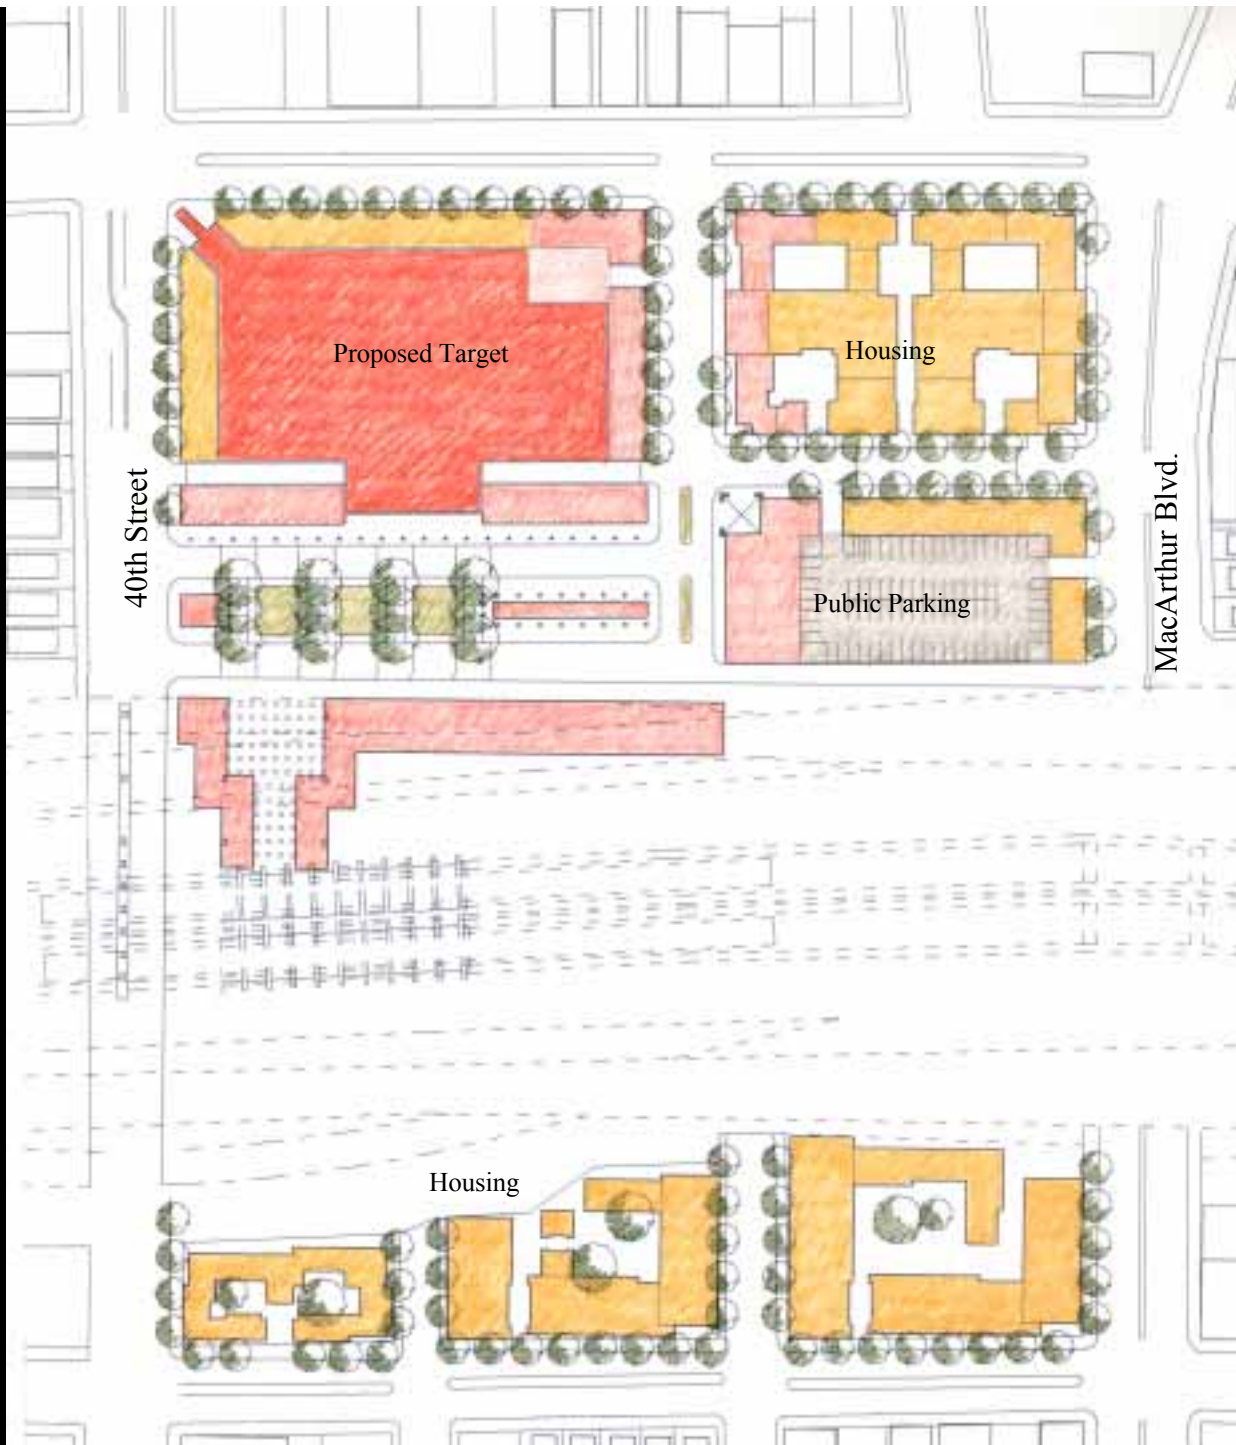 Proposed Target
Housing
40th Street
MacArthur Blvd.
Public Parking
Housing